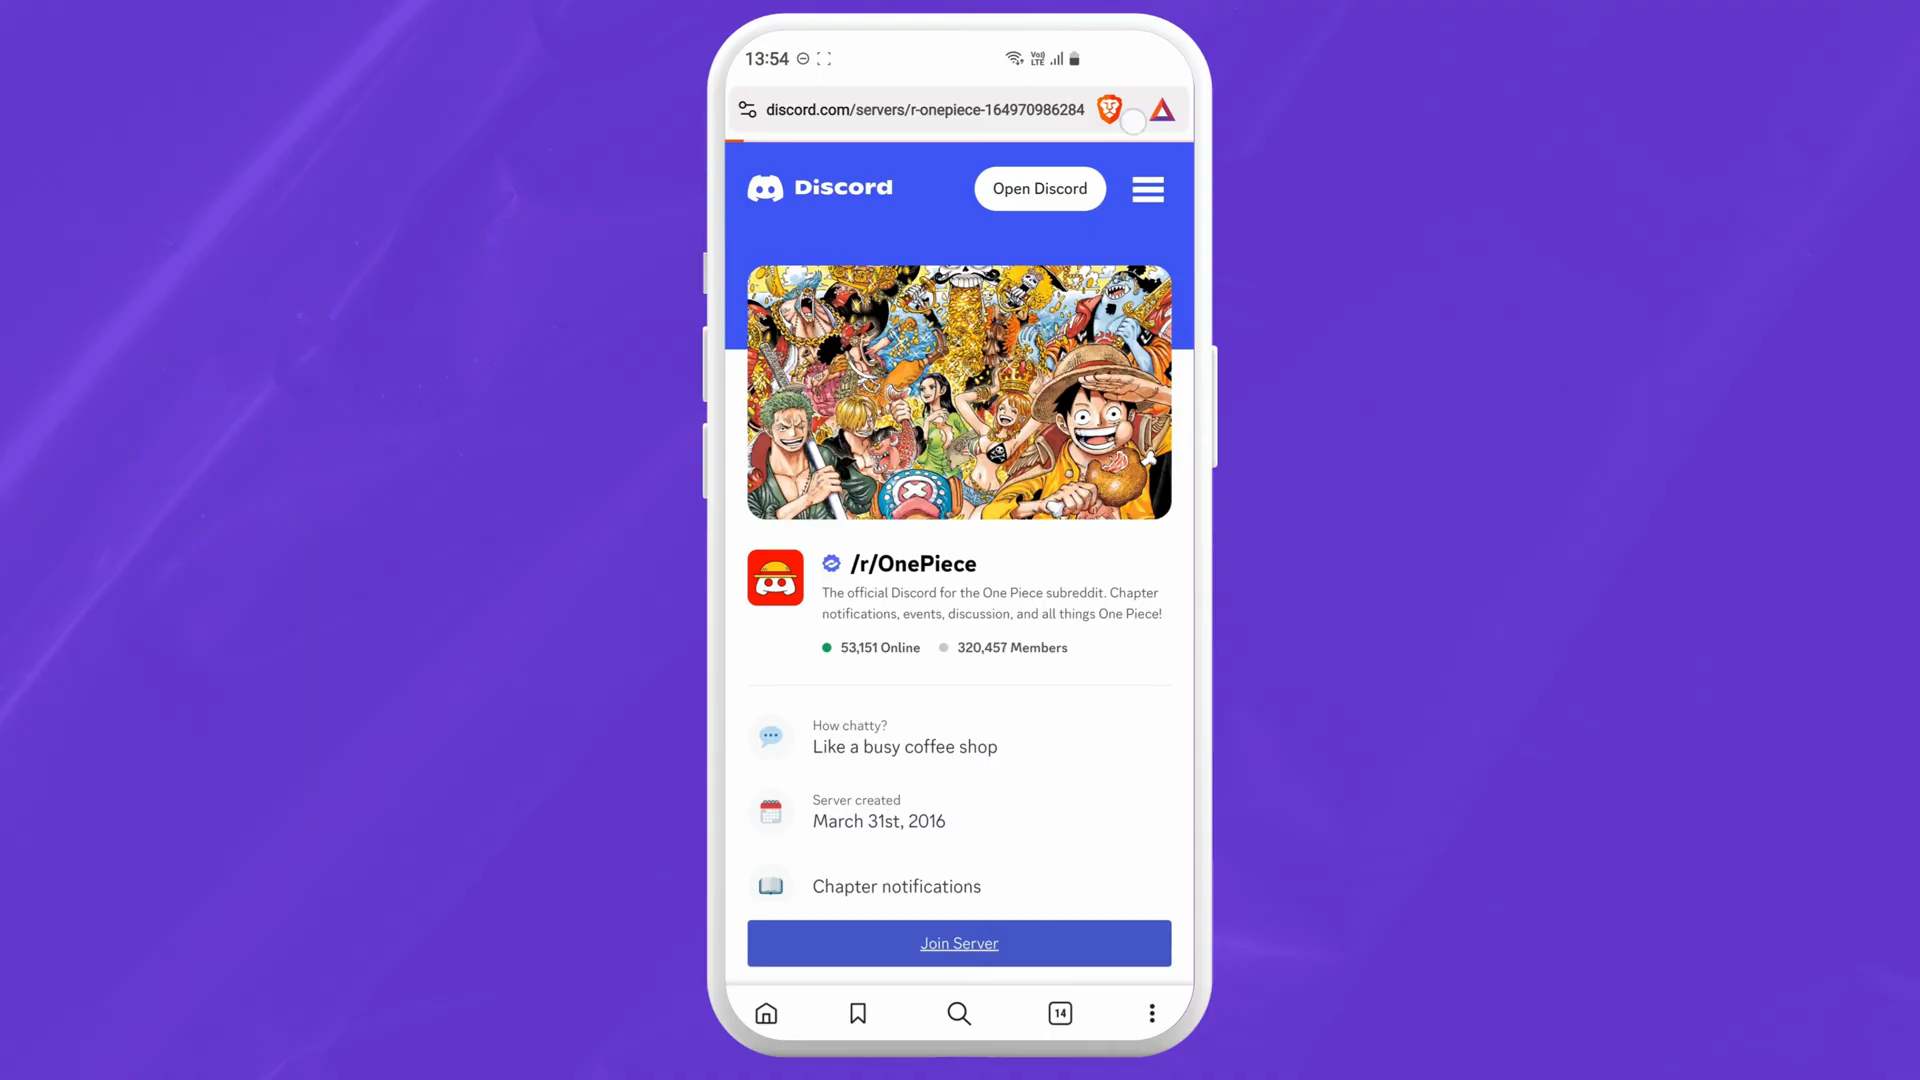 13:54
Vo))
LTE
discord.com/servers/r-onepiece-164970986284
Discord
Open Discord
/r/OnePiece
The official Discord for the One Piece subreddit. Chapter
notifications, events, discussion, and all things One Piece!
53,151 Online
320,457 Members
How chatty?
Like a busy coffee shop
Server created
March 31st, 2016
Chapter notifications
Join Server
14